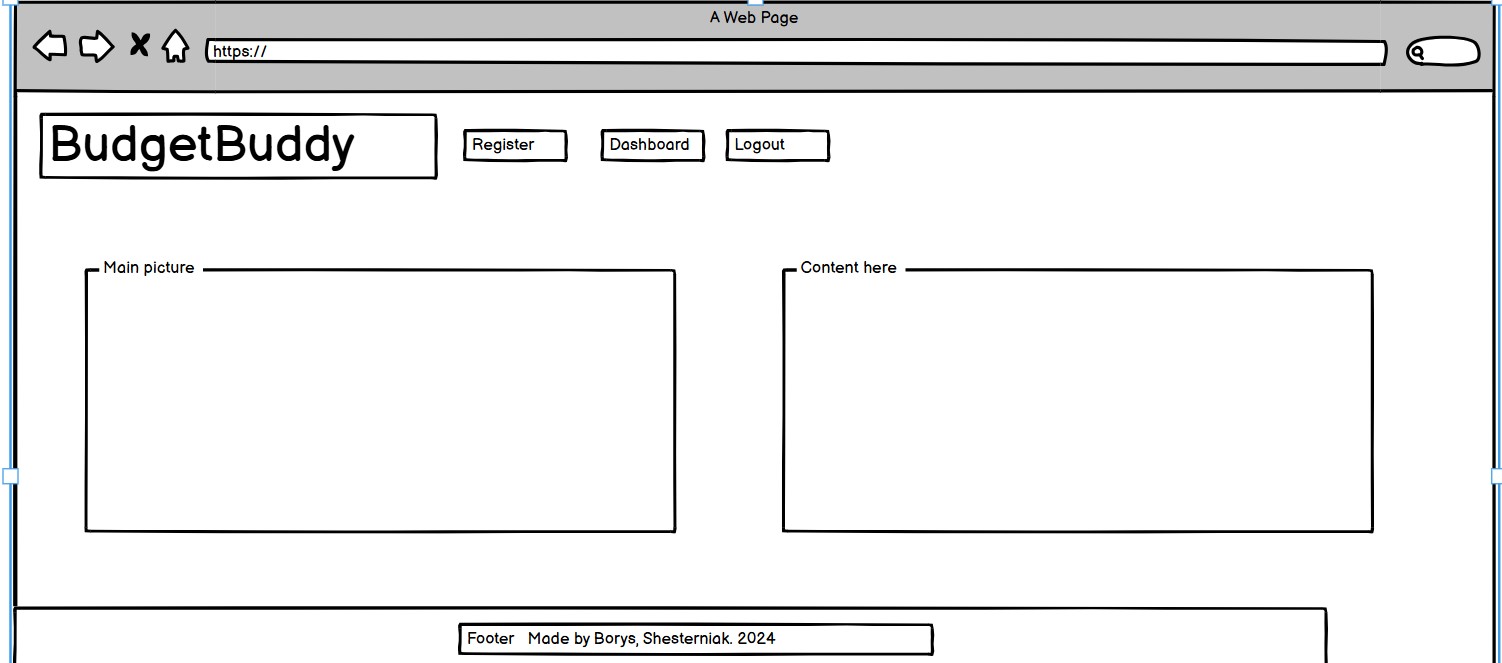 A Web Page
https://
BudgetBuddy
Register
Dashboard
Logout
Main picture
Content here
Footer Made by Borys, Shesterniak. 2024